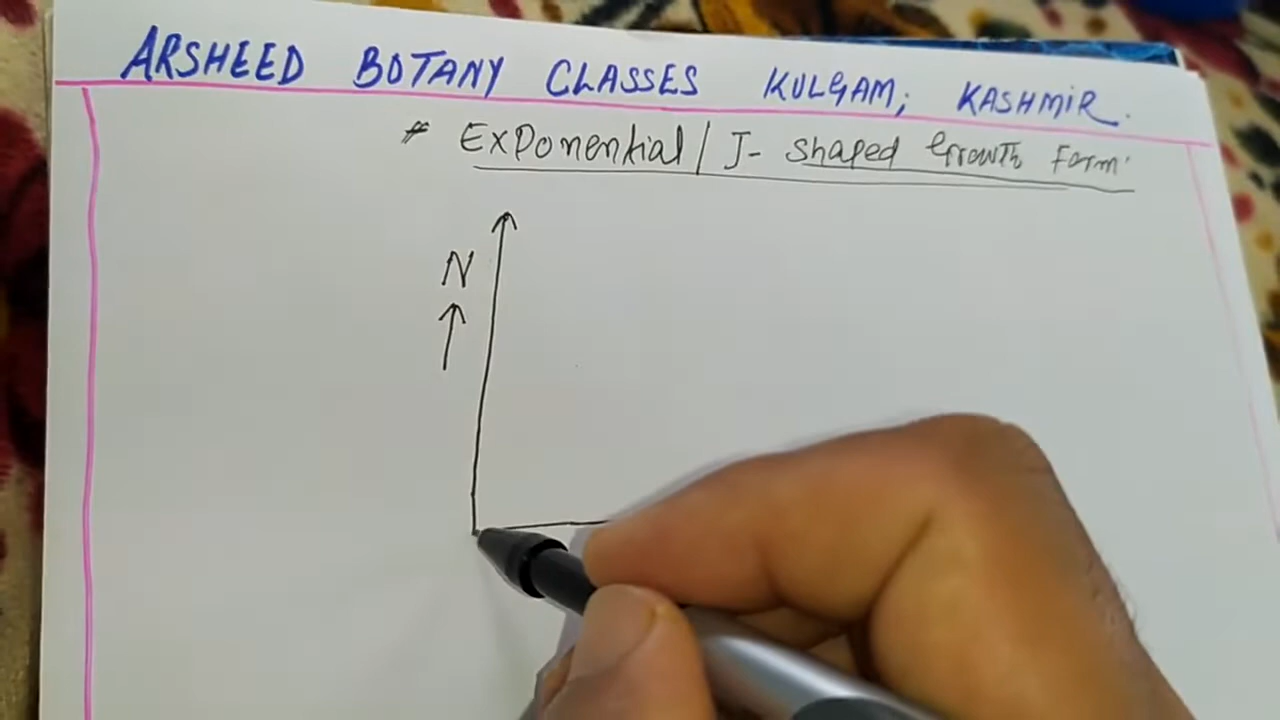 ARSHEED BOTANY CLASSES KULGAM, KASHMIR.
# Exponential / J- shaped Growth Form
N